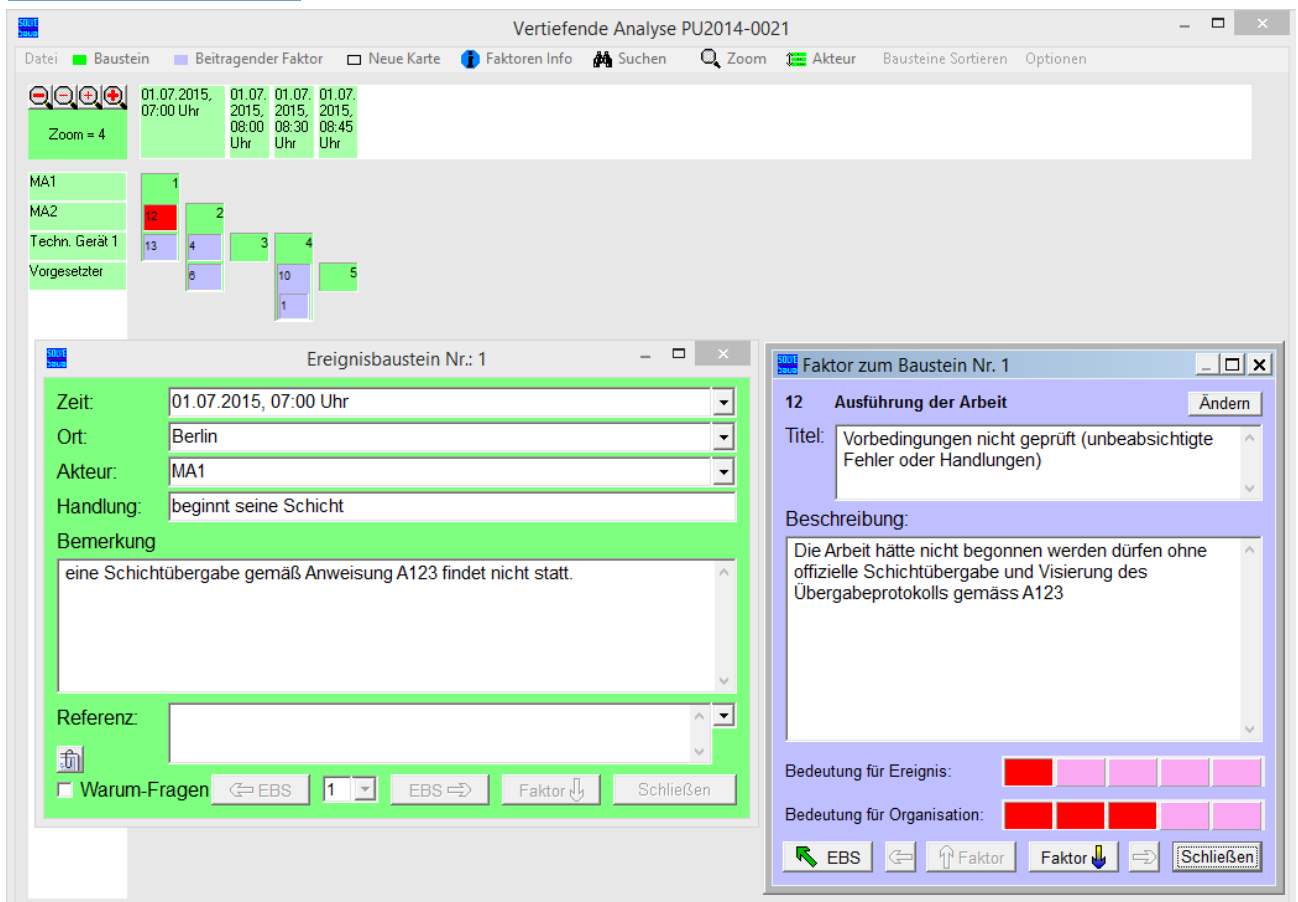 Vertiefende Analyse PU2014-0021
Datei Baustein Beitragender Faktor Neue Karte Faktoren Info Suchen Zoom Akteur Bausteine Sortieren Optionen
01.07.2015, 01.07. 01.07. 01.07.
07:00 Uhr 2015, 2015, 2015,
08:00 08:30 08:45
Uhr Uhr Uhr
Zoom = 4
MA1 1
MA2 12 2
Techn. Gerät 1 13 4 3 4
Vorgesetzter 6 10 5
1
Ereignisbaustein Nr.: 1
Zeit: 01.07.2015, 07:00 Uhr
Ort: Berlin
Akteur: MA1
Handlung: beginnt seine Schicht
Bemerkung
eine Schichtübergabe gemäß Anweisung A123 findet nicht statt.
Referenz:
Warum-Fragen EBS 1 EBS Faktor Schließen
Faktor zum Baustein Nr. 1
12 Ausführung der Arbeit Ändern
Titel: Vorbedingungen nicht geprüft (unbeabsichtigte
Fehler oder Handlungen)
Beschreibung:
Die Arbeit hätte nicht begonnen werden dürfen ohne
offizielle Schichtübergabe und Visierung des
Übergabeprotokolls gemäss A123
Bedeutung für Ereignis:
Bedeutung für Organisation:
EBS Faktor Faktor Schließen